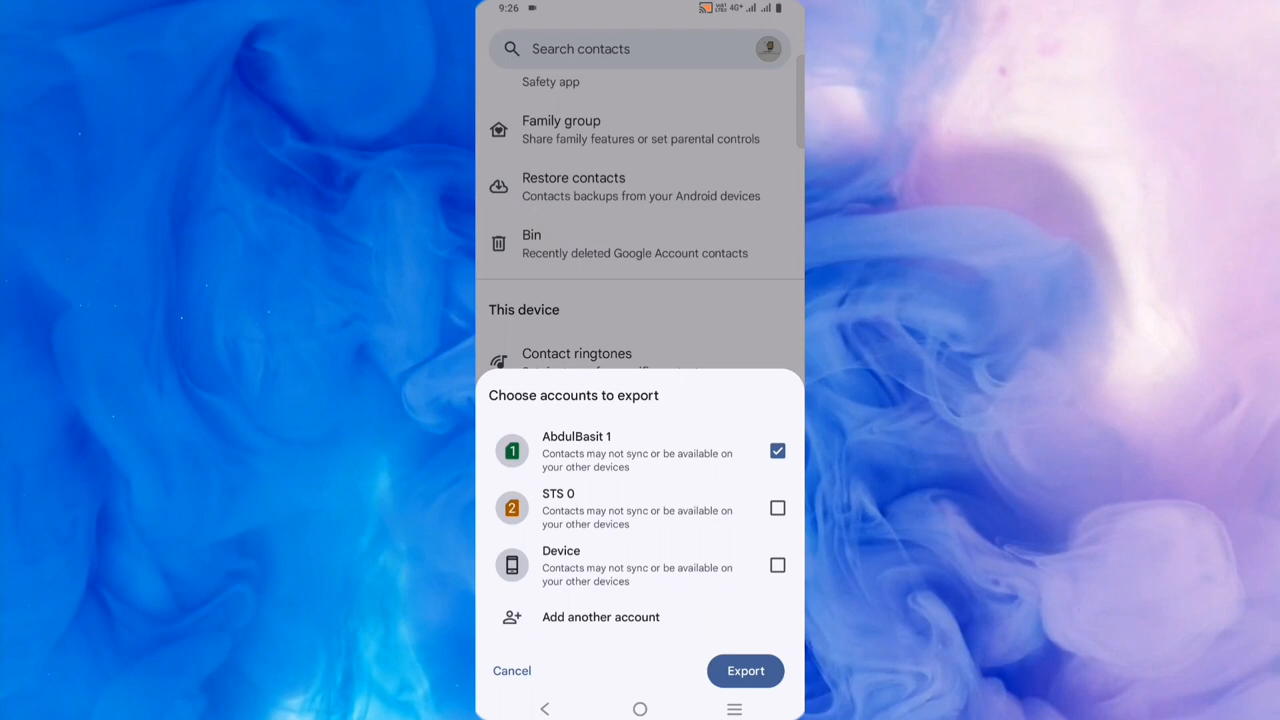 9:26
4G+
Search contacts
Safety app
Family group
Share family features or set parental controls
Restore contacts
Contacts backups from your Android devices
Bin
Recently deleted Google Account contacts
This device
Contact ringtones
Choose accounts to export
1
AbdulBasit 1
Contacts may not sync or be available on
your other devices
2
STS 0
Contacts may not sync or be available on
your other devices
Device
Contacts may not sync or be available on
your other devices
Add another account
Cancel
Export